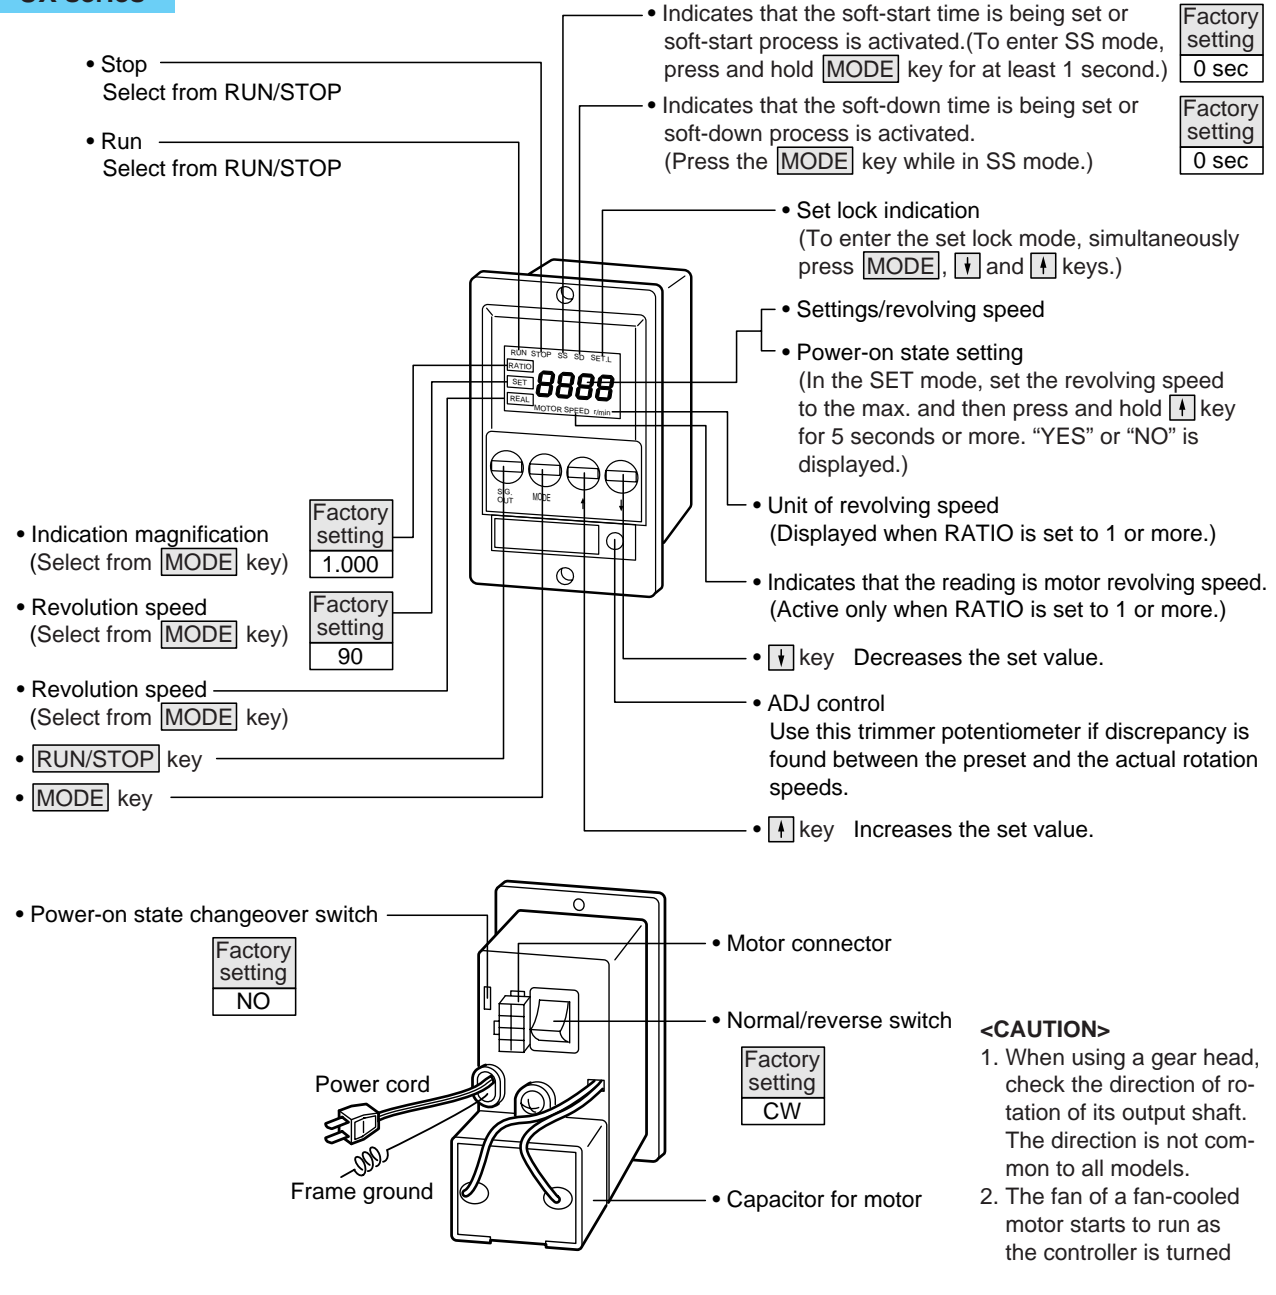 • Indicates that the soft-start time is being set or
soft-start process is activated.(To enter SS mode,
press and hold MODE key for at least 1 second.)
Factory
setting
0 sec
• Stop
Select from RUN/STOP
• Indicates that the soft-down time is being set or
soft-down process is activated.
(Press the MODE key while in SS mode.)
Factory
setting
0 sec
• Run
Select from RUN/STOP
• Set lock indication
(To enter the set lock mode, simultaneously
press MODE, and keys.)
• Settings/revolving speed
• Power-on state setting
(In the SET mode, set the revolving speed
to the max. and then press and hold key
for 5 seconds or more. “YES” or “NO” is
displayed.)
RUN STOP SS SD SET.L
RATIO
SET
REAL
8888
MOTOR SPEED r/min
SIG.
OUT
MODE
• Unit of revolving speed
(Displayed when RATIO is set to 1 or more.)
• Indication magnification
(Select from MODE key)
Factory
setting
1.000
• Indicates that the reading is motor revolving speed.
(Active only when RATIO is set to 1 or more.)
• Revolution speed
(Select from MODE key)
Factory
setting
90
• key Decreases the set value.
• Revolution speed
(Select from MODE key)
• ADJ control
Use this trimmer potentiometer if discrepancy is
found between the preset and the actual rotation
speeds.
• RUN/STOP key
• MODE key
• key Increases the set value.
• Power-on state changeover switch
Factory
setting
NO
• Motor connector
• Normal/reverse switch
Factory
setting
CW
Power cord
Frame ground
• Capacitor for motor
<CAUTION>
1. When using a gear head,
check the direction of ro-
tation of its output shaft.
The direction is not com-
mon to all models.
2. The fan of a fan-cooled
motor starts to run as
the controller is turned